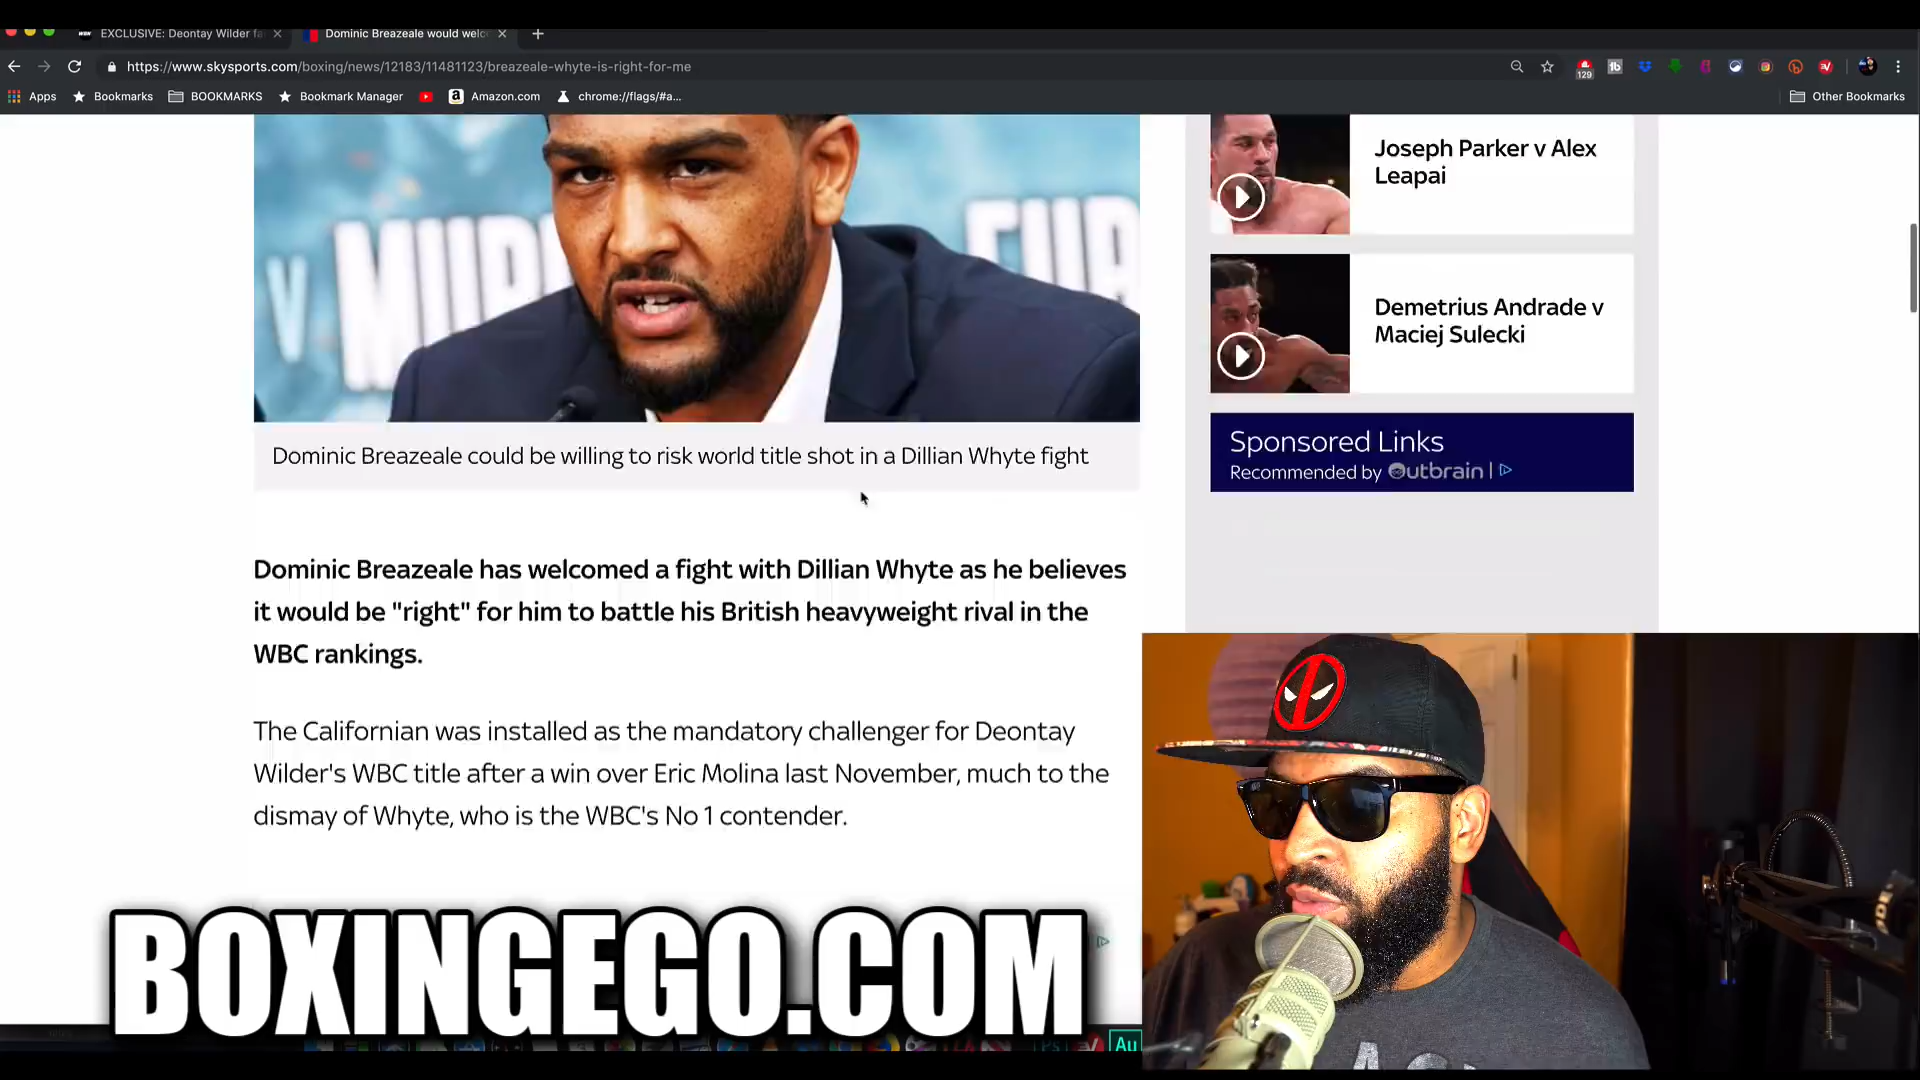 EXCLUSIVE: Deontay Wilder fa
Dominic Breazeale would welc
https://www.skysports.com/boxing/news/12183/11481123/breazeale-whyte-is-right-for-me
129
Apps
Bookmarks
BOOKMARKS
Bookmark Manager
Amazon.com
chrome://flags/#a...
Other Bookmarks
V
Joseph Parker v Alex
Leapai
Demetrius Andrade v
Maciej Sulecki
Sponsored Links
Recommended by Outbrain
Dominic Breazeale could be willing to risk world title shot in a Dillian Whyte fight
Dominic Breazeale has welcomed a fight with Dillian Whyte as he believes
it would be "right" for him to battle his British heavyweight rival in the
WBC rankings.
The Californian was installed as the mandatory challenger for Deontay
Wilder's WBC title after a win over Eric Molina last November, much to the
dismay of Whyte, who is the WBC's No 1 contender.
BOXINGEGO.COM
Ps
Au